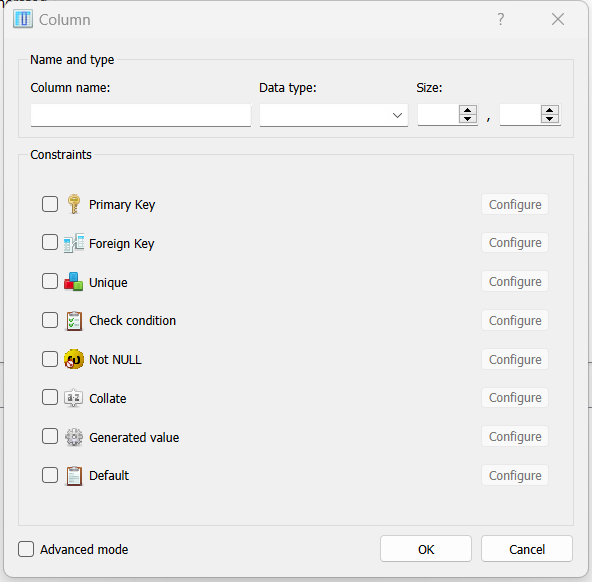 Column
?
Name and type
Column name: Data type: Size:
,
Constraints
Primary Key Configure
Foreign Key Configure
Unique Configure
Check condition Configure
Not NULL Configure
a-z Collate Configure
Generated value Configure
Default Configure
Advanced mode OK Cancel